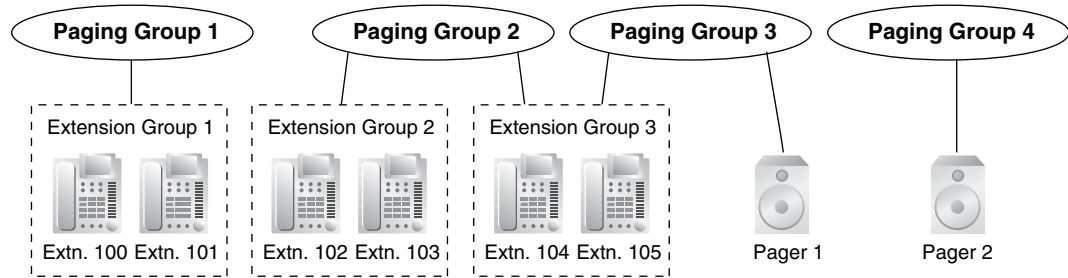 Paging Group 1
Paging Group 2
Paging Group 3
Paging Group 4
Extension Group 1
Extension Group 2
Extension Group 3
Extn. 100 Extn. 101
Extn. 102 Extn. 103
Extn. 104 Extn. 105
Pager 1
Pager 2